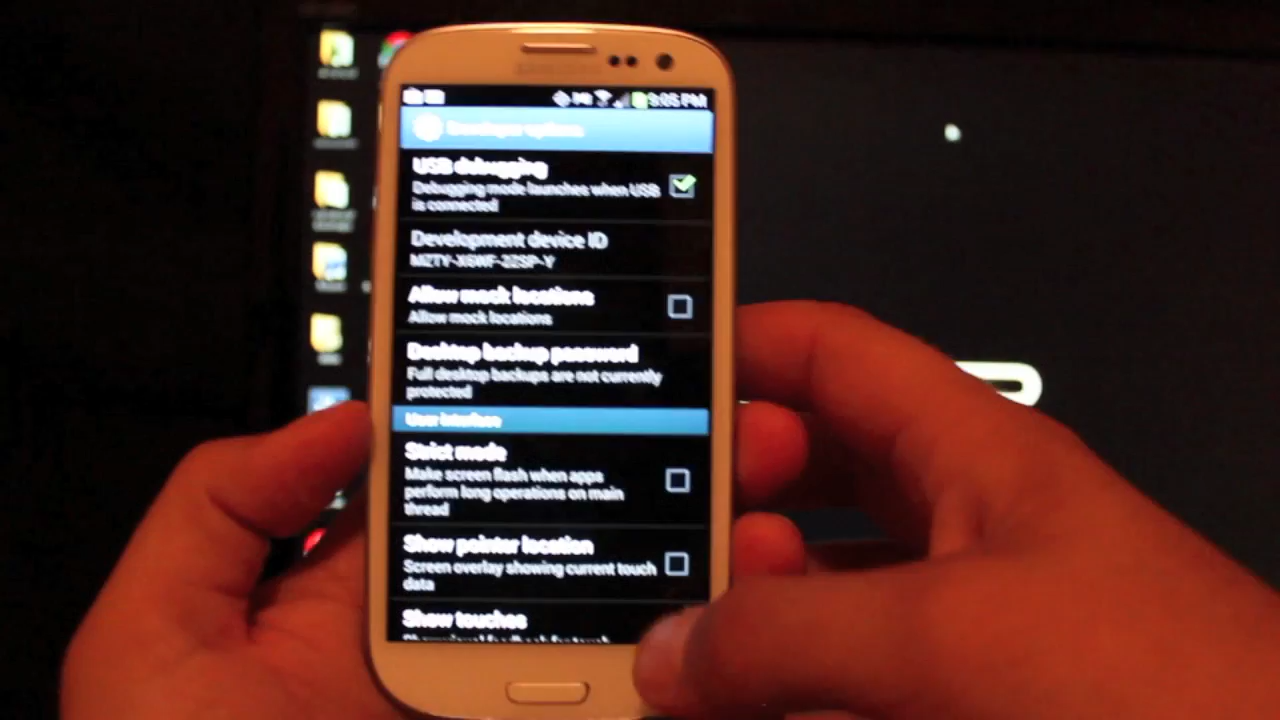 SAMSUNG
9:05 PM
Developer options
USB debugging
Debugging mode launches when USB
is connected
Development device ID
Allow mock locations
Allow mock locations
Desktop backup password
Full desktop backups are not currently
protected
User interface
Strict mode
Make screen flash when apps
perform long operations on main
thread
Show pointer location
Screen overlay showing current touch
data
Show touches